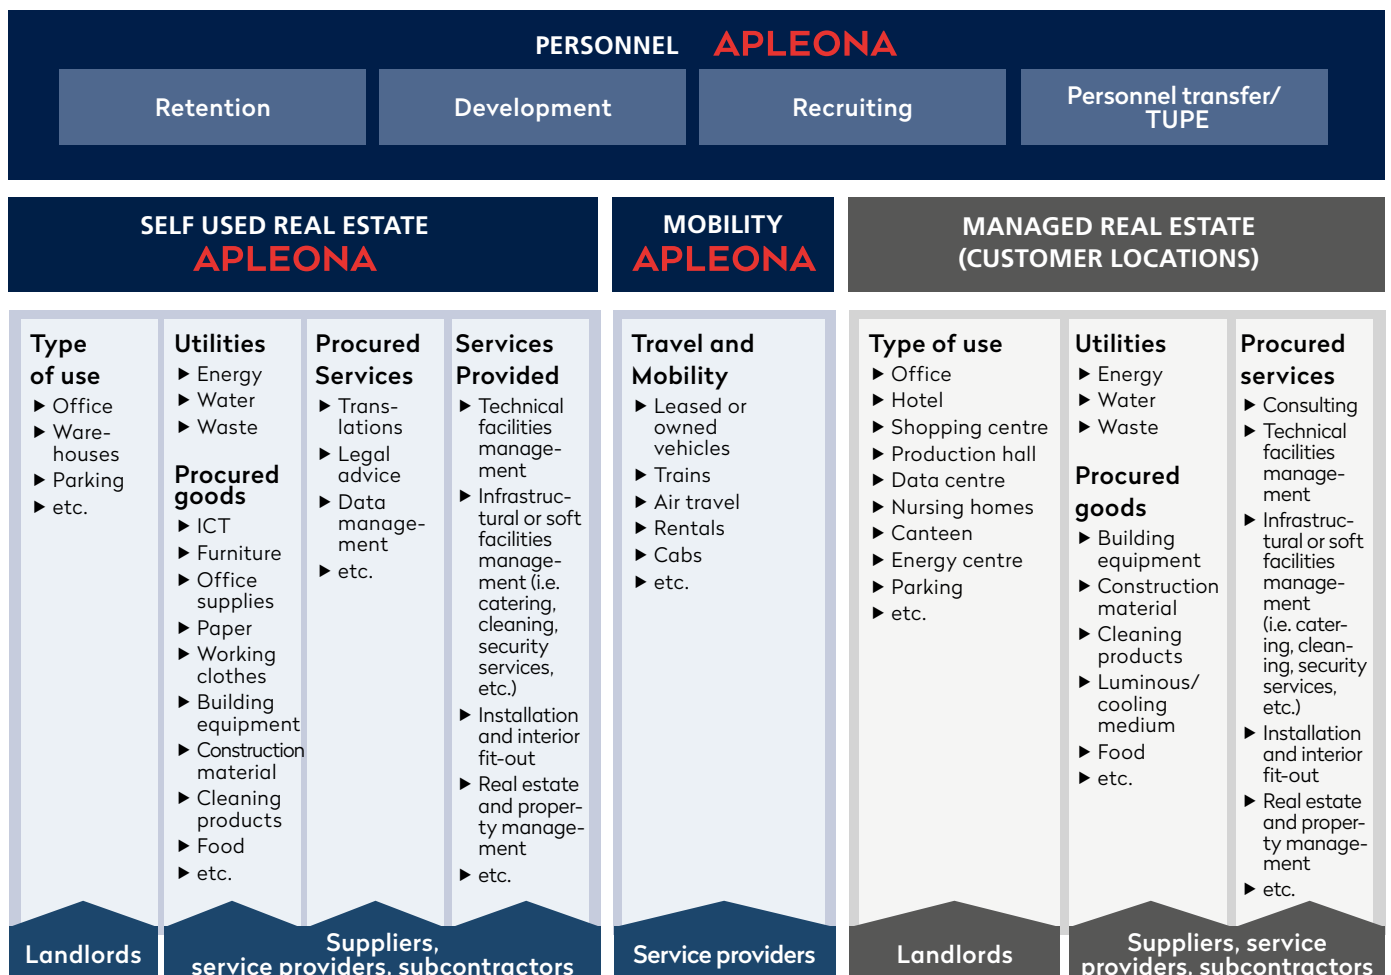 PERSONNEL APLEONA
Retention
Development
Recruiting
Personnel transfer/
TUPE
SELF USED REAL ESTATE
APLEONA
MOBILITY
APLEONA
MANAGED REAL ESTATE
(CUSTOMER LOCATIONS)
Type
of use
Office
Ware-
houses
Parking
etc.
Utilities
Energy
Water
Waste
Procured
goods
ICT
Furniture
Office
supplies
Paper
Working
clothes
Building
equipment
Construction
material
Cleaning
products
Food
etc.
Procured
Services
Trans-
lations
Legal
advice
Data
manage-
ment
etc.
Services
Provided
Technical
facilities
manage-
ment
Infrastruc-
tural or soft
facilities
manage-
ment (i.e.
catering,
cleaning,
security
services,
etc.)
Installation
and interior
fit-out
Real estate
and proper-
ty manage-
ment
etc.
Travel and
Mobility
Leased or
owned
vehicles
Trains
Air travel
Rentals
Cabs
etc.
Type of use
Office
Hotel
Shopping centre
Production hall
Data centre
Nursing homes
Canteen
Energy centre
Parking
etc.
Utilities
Energy
Water
Waste
Procured
goods
Building
equipment
Construction
material
Cleaning
products
Luminous/
cooling
medium
Food
etc.
Procured
services
Consulting
Technical
facilities
manage-
ment
Infrastruc-
tural or soft
facilities
manage-
ment
(i.e. cater-
ing, clean-
ing, security
services,
etc.)
Installation
and interior
fit-out
Real estate
and proper-
ty manage-
ment
etc.
Landlords
Suppliers,
service providers, subcontractors
Service providers
Landlords
Suppliers, service
providers, subcontractors